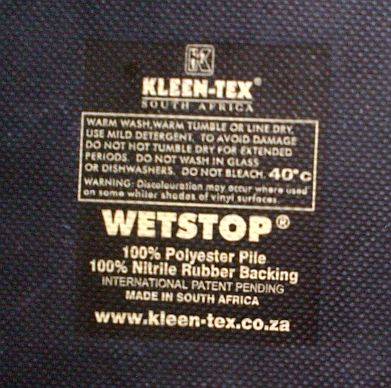 K
KLEEN-TEX®
SOUTH AFRICA
WARM WASH,WARM TUMBLE OR LINE DRY.
USE MILD DETERGENT. TO AVOID DAMAGE
DO NOT HOT TUMBLE DRY FOR EXTENDED
PERIODS. DO NOT WASH IN GLASS
OR DISHWASHERS. DO NOT BLEACH. 40°c
WARNING: Discolouration may occur where used
on some whiter shades of vinyl surfaces.
WETSTOP®
100% Polyester Pile
100% Nitrile Rubber Backing
INTERNATIONAL PATENT PENDING
MADE IN SOUTH AFRICA
www.kleen-tex.co.za